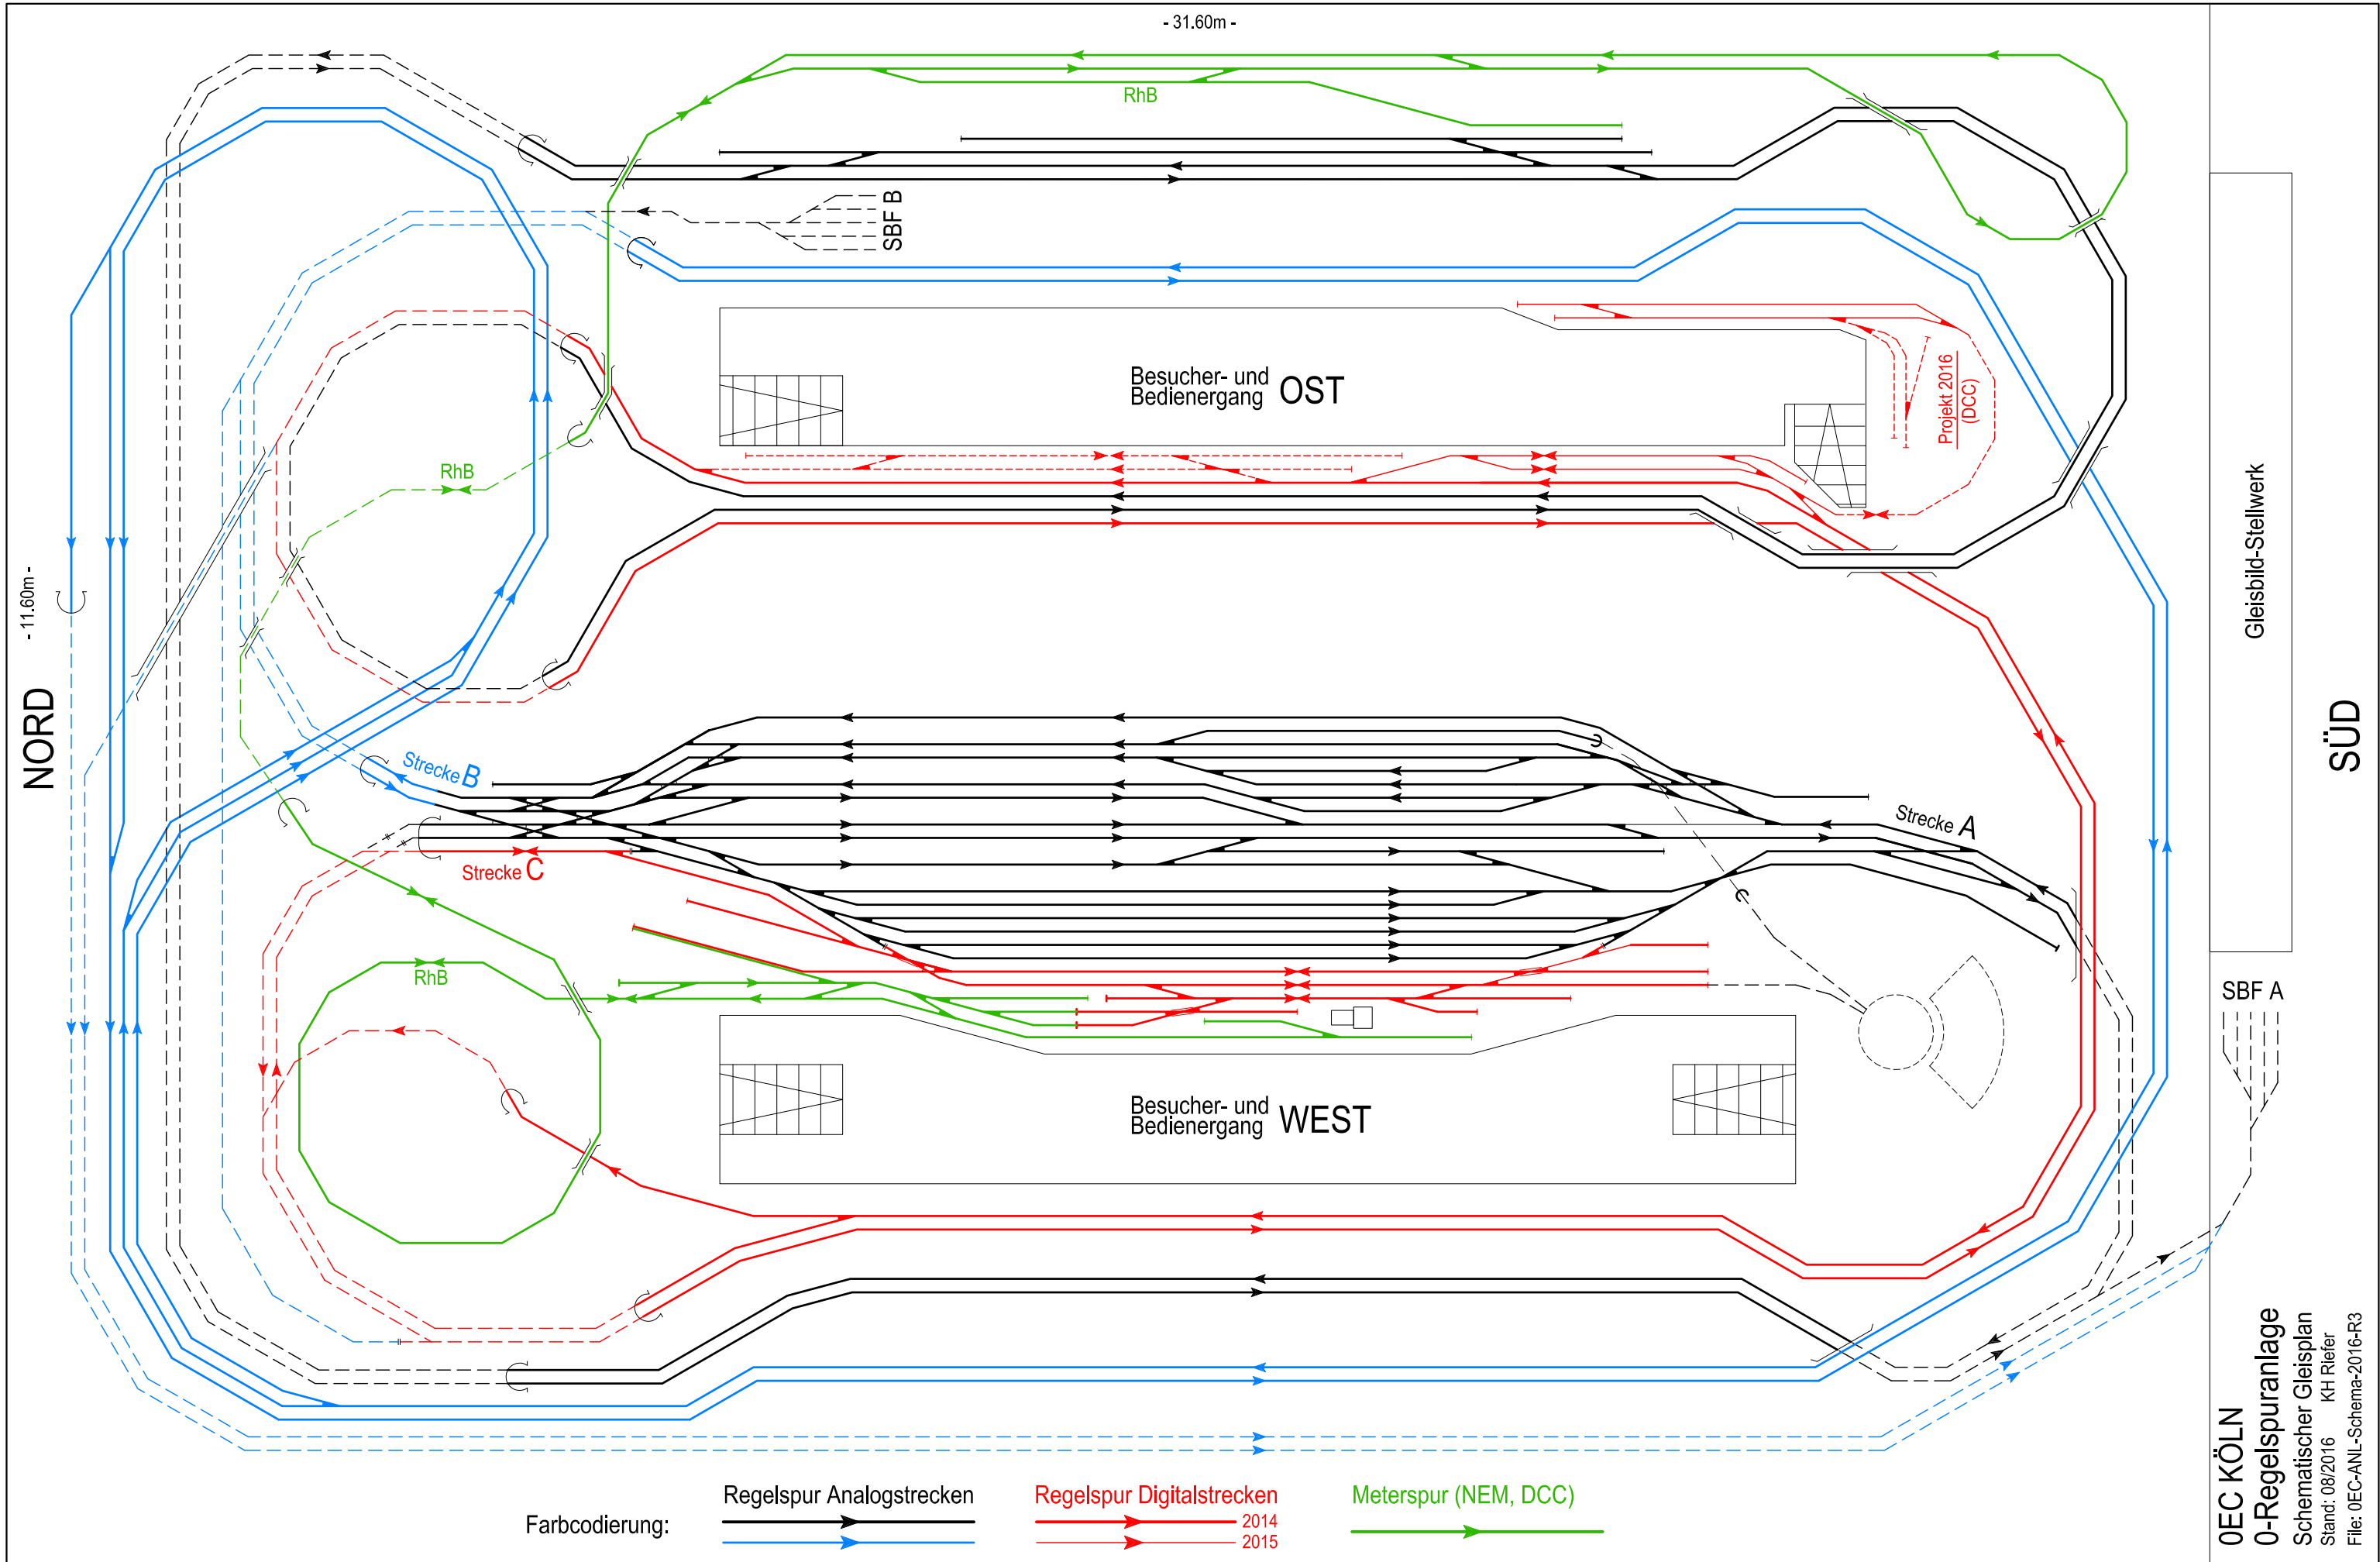 - 31.60m -
RhB
SBF B
Besucher- und
Bedienergang OST
Projekt 2016
(DCC)
RhB
- 11.60m -
Gleisbild-Stellwerk
NORD
SÜD
Strecke B
Strecke A
Strecke C
RhB
SBF A
Besucher- und
Bedienergang WEST
0EC KÖLN
0-Regelspuranlage
Schematischer Gleisplan
Stand: 08/2016 KH Riefer
File: 0EC-ANL-Schema-2016-R3
Farbcodierung:
Regelspur Analogstrecken
Regelspur Digitalstrecken
2014
2015
Meterspur (NEM, DCC)